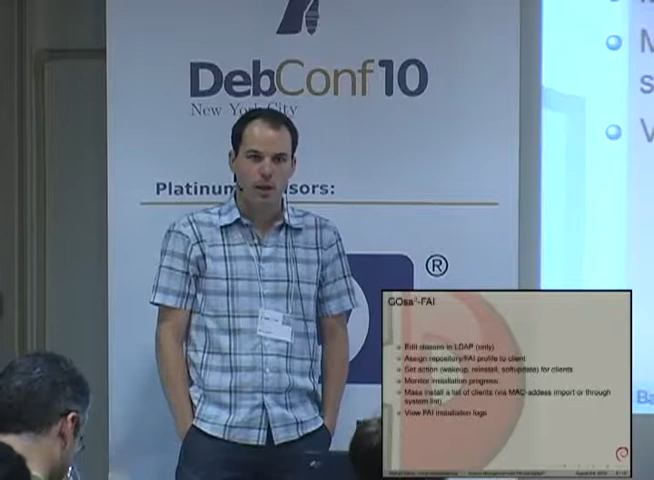 DebConf10
New York City
Platinum sors:
®
M
s
V
GOsa²-FAI
Edit classes in LDAP (only)
Assign repository/FAI profile to client
Set action (wakeup, reinstall, softupdate) for clients
Monitor installation progress
Mass install a list of clients (via MAC-address import or through
system list)
View FAI installation logs
Ba